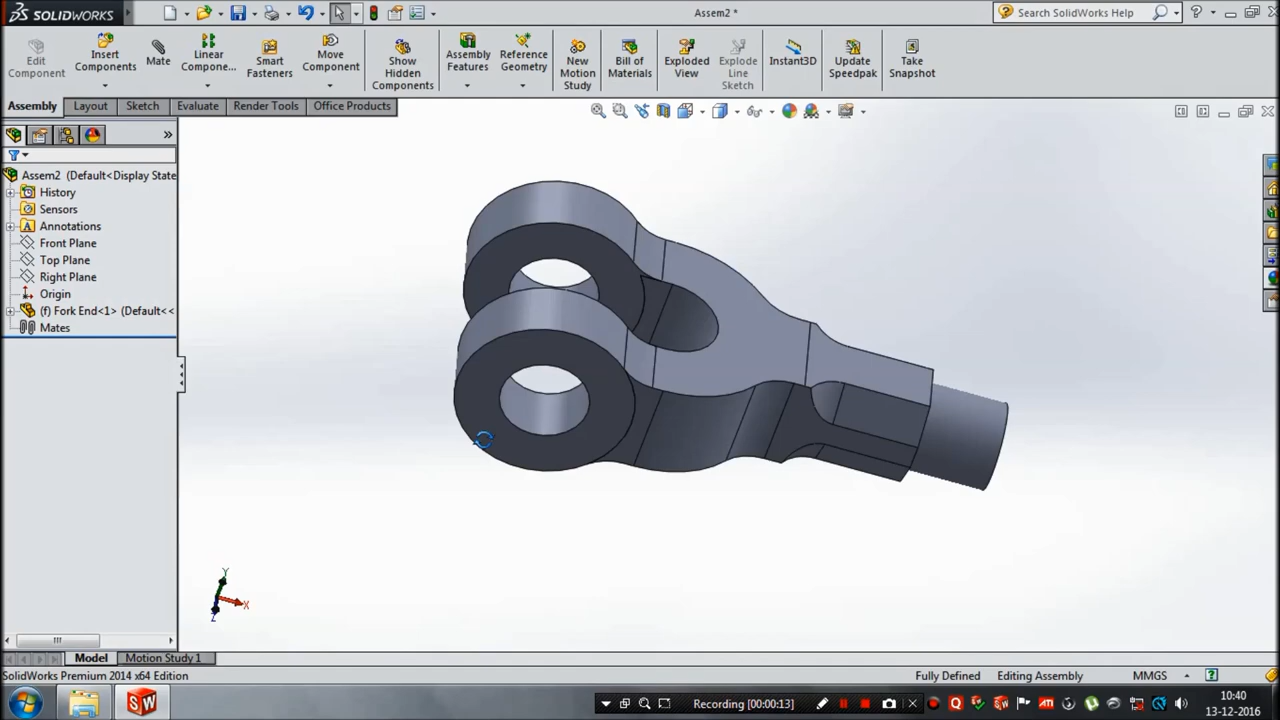 SOLIDWORKS
Assem2 *
Search SolidWorks Help
Edit Component
Insert Components
Mate
Linear Compone...
Smart Fasteners
Move Component
Show Hidden Components
Assembly Features
Reference Geometry
New Motion Study
Bill of Materials
Exploded View
Explode Line Sketch
Instant3D
Update Speedpak
Take Snapshot
Assembly
Layout
Sketch
Evaluate
Render Tools
Office Products
Assem2 (Default<Display State
History
Sensors
Annotations
Front Plane
Top Plane
Right Plane
Origin
(f) Fork End<1> (Default<<
Mates
Y
X
Z
Model
Motion Study 1
SolidWorks Premium 2014 x64 Edition
Fully Defined
Editing Assembly
MMGS
Recording [00:00:13]
10:40
13-12-2016